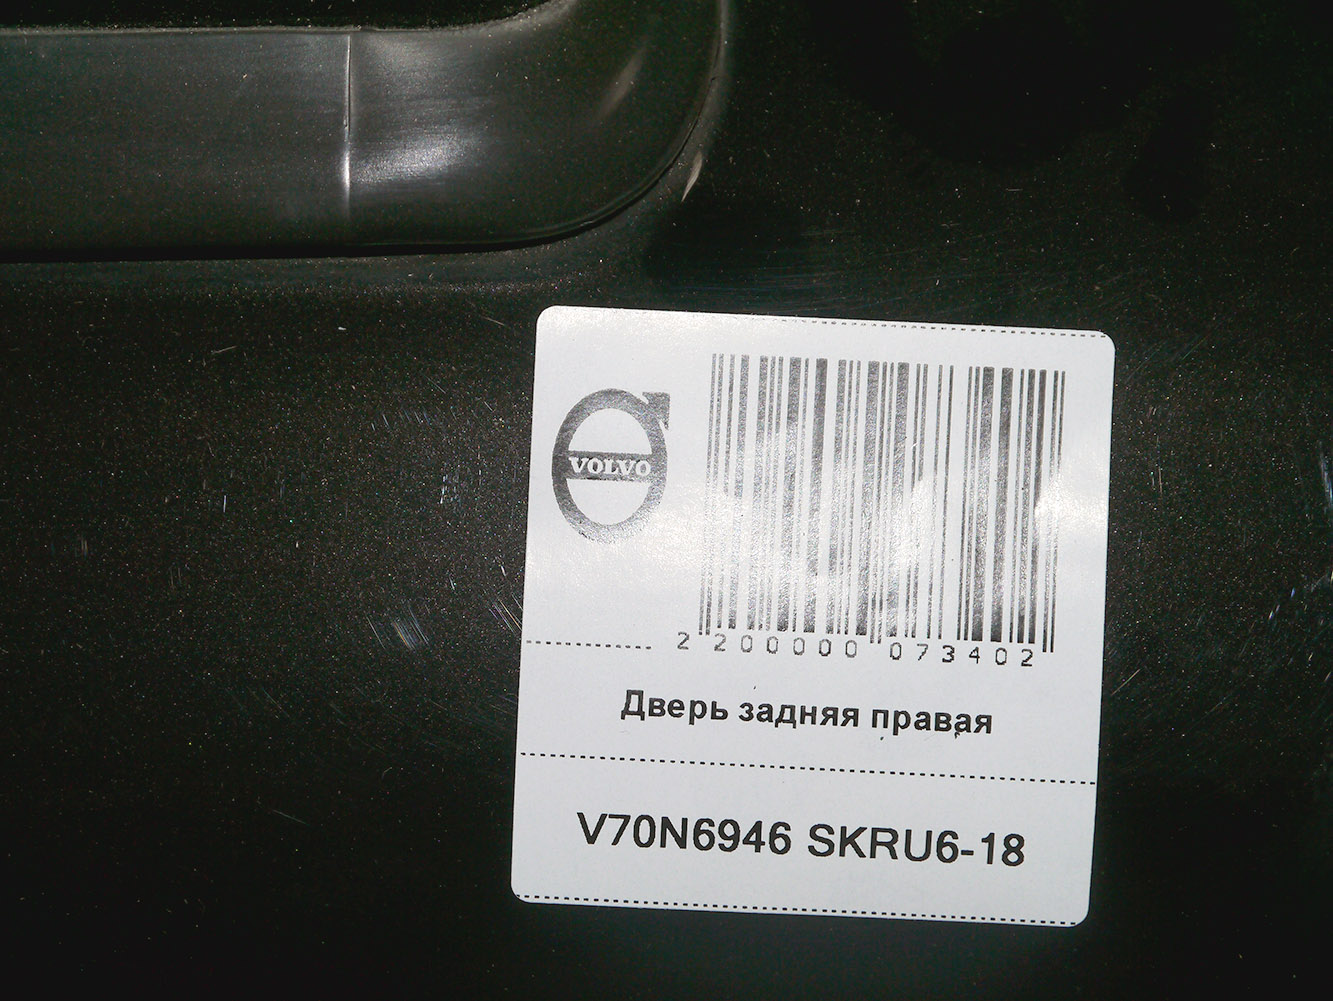 VOLVO
2 200000 073402
Дверь задняя правая
V70N6946 SKRU6-18